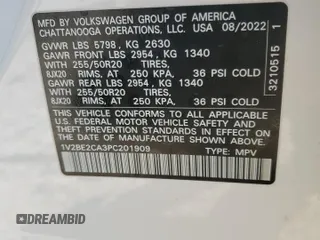 MFD BY VOLKSWAGEN GROUP OF AMERICA
CHATTANOOGA OPERATIONS, LLC. USA 08/2022
GVWR LBS 5798, KG 2630
GAWR FRONT LBS 2954, KG 1340
WITH 255/50R20 TIRES,
8JX20 RIMS, AT 250 KPA, 36 PSI COLD
GAWR REAR LBS 2954, KG 1340
WITH 255/50R20 TIRES,
8JX20 RIMS, AT 250 KPA, 36 PSI COLD
THIS VEHICLE CONFORMS TO ALL APPLICABLE
FEDERAL MOTOR VEHICLE SAFETY
STANDARDS IN EFFECT ON THE DATE OF
MANUFACTURE SHOWN ABOVE.
1V2BE2CA3PC201909 TYPE: MPV
3210515 1
© DREAMBID
DREAMBID.COM